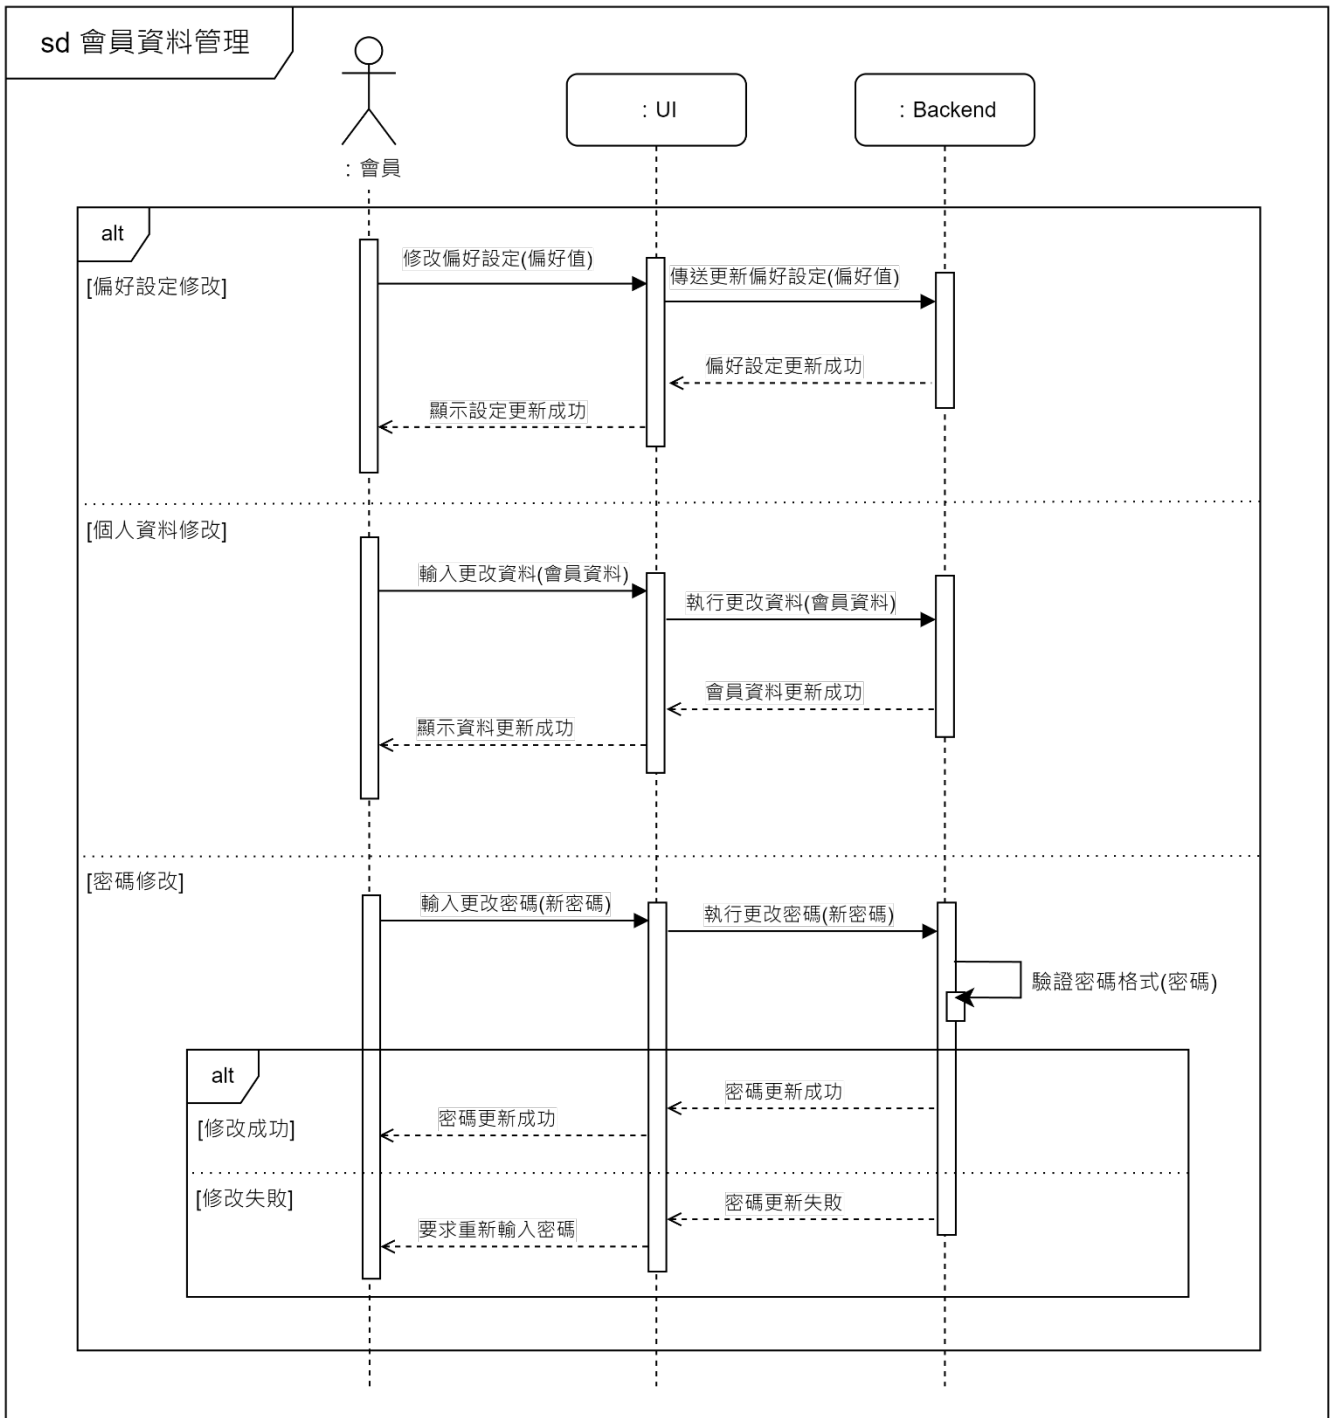 sd 會員資料管理
: 會員
: UI
: Backend
alt
[偏好設定修改]
修改偏好設定(偏好值)
傳送更新偏好設定(偏好值)
偏好設定更新成功
顯示設定更新成功
[個人資料修改]
輸入更改資料(會員資料)
執行更改資料(會員資料)
會員資料更新成功
顯示資料更新成功
[密碼修改]
輸入更改密碼(新密碼)
執行更改密碼(新密碼)
驗證密碼格式(密碼)
alt
密碼更新成功
密碼更新成功
[修改成功]
[修改失敗]
密碼更新失敗
要求重新輸入密碼